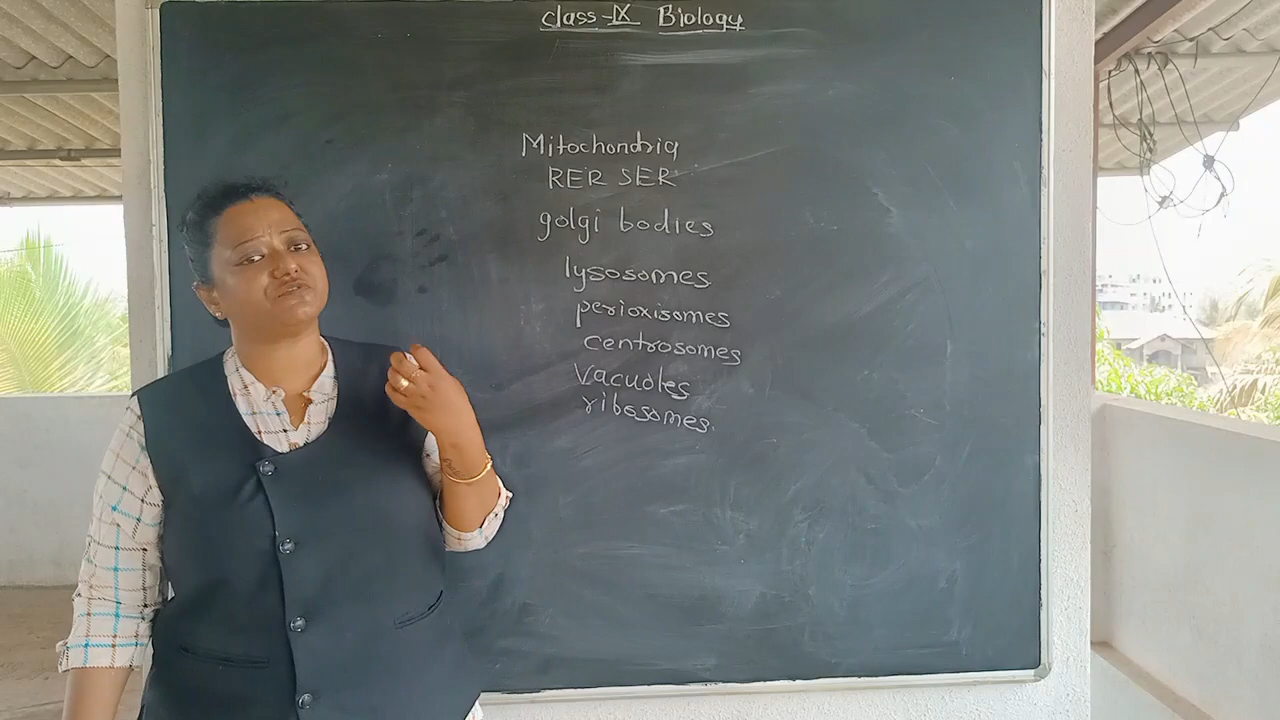 class-IX Biology
Mitochondria
RER SER
golgi bodies
lysosomes
perioxisomes
centrosomes
vacuoles
ribosomes.